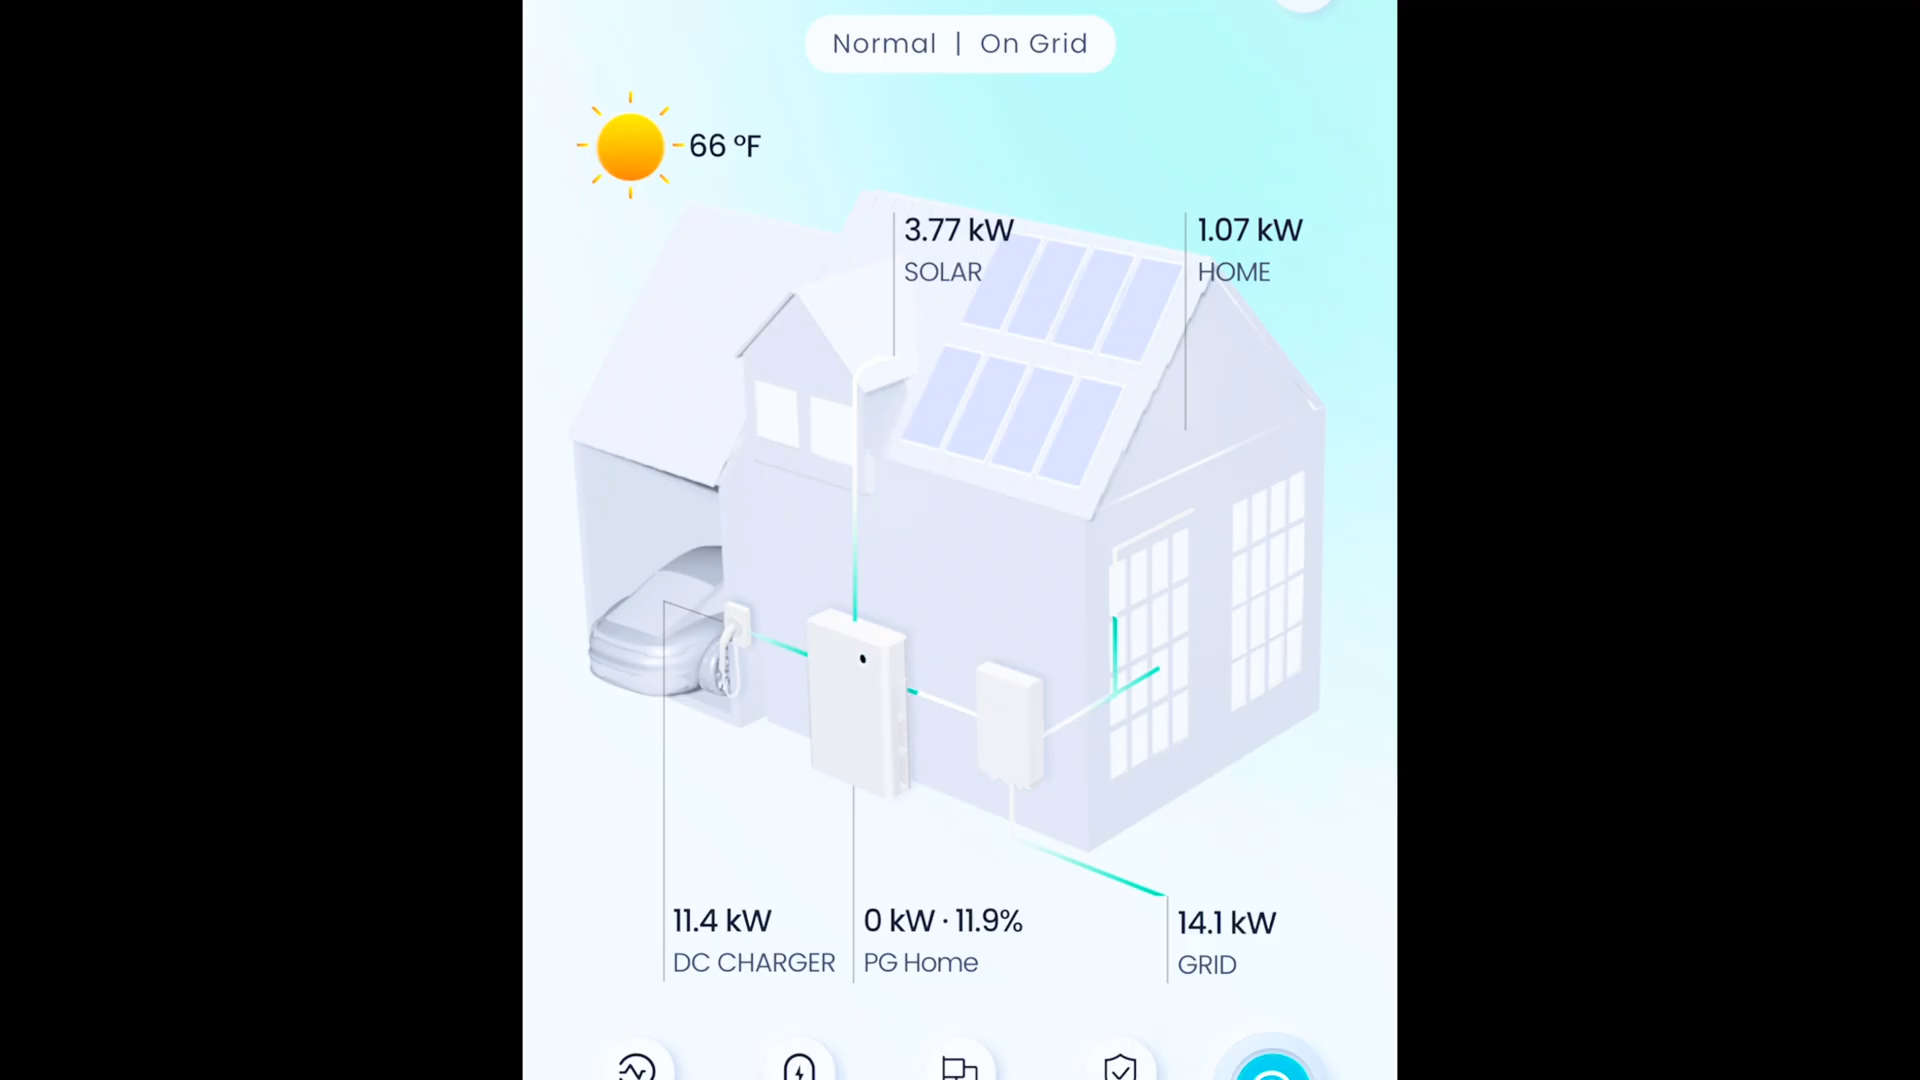 Normal | On Grid
66 °F
3.77 kW
SOLAR
1.07 kW
HOME
11.4 kW
DC CHARGER
0 kW · 11.9%
PG Home
14.1 kW
GRID